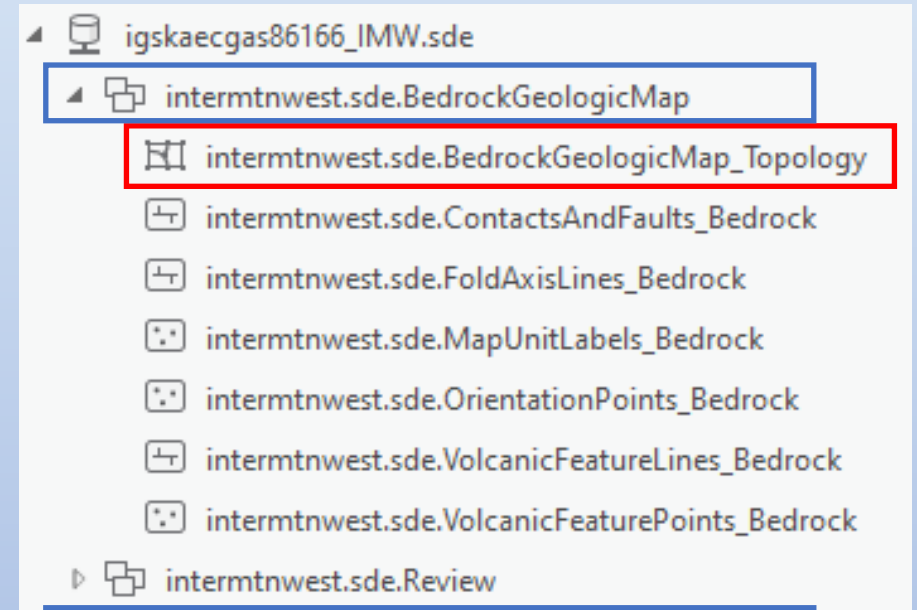 igskaecgas86166_IMW.sde
intermtnwest.sde.BedrockGeologicMap
intermtnwest.sde.BedrockGeologicMap_Topology
intermtnwest.sde.ContactsAndFaults_Bedrock
intermtnwest.sde.FoldAxisLines_Bedrock
intermtnwest.sde.MapUnitLabels_Bedrock
intermtnwest.sde.OrientationPoints_Bedrock
intermtnwest.sde.VolcanicFeatureLines_Bedrock
intermtnwest.sde.VolcanicFeaturePoints_Bedrock
intermtnwest.sde.Review